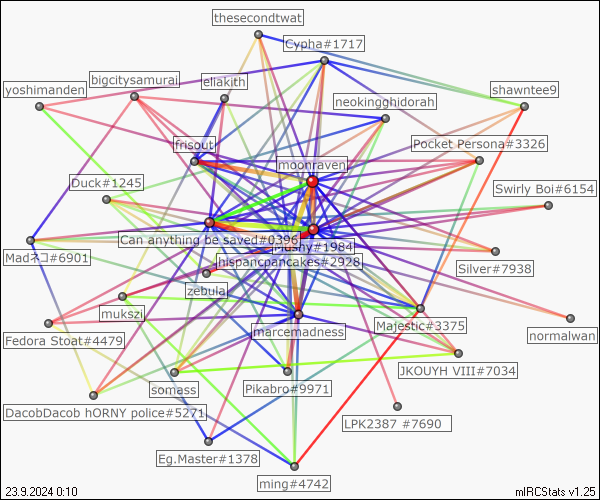 thesecondtwat
Cypha#1717
bigcitysamurai
eliakith
yoshimanden
shawntee9
neokingghidorah
frisout
Pocket Persona#3326
moonraven
Duck#1245
Swirly Boi#6154
Can anything be saved#0396
Mushy#1984
Madネコ#6901
hispancpancakes#2928
Silver#7938
zebula
mukszi
marcemadness
Majestic#3375
Fedora Stoat#4479
normalwan
JKOUYH VIII#7034
somass
Pikabro#9971
DacobDacob hORNY police#5271
LPK2387 #7690
Eg.Master#1378
ming#4742
23.9.2024 0:10
mIRCStats v1.25